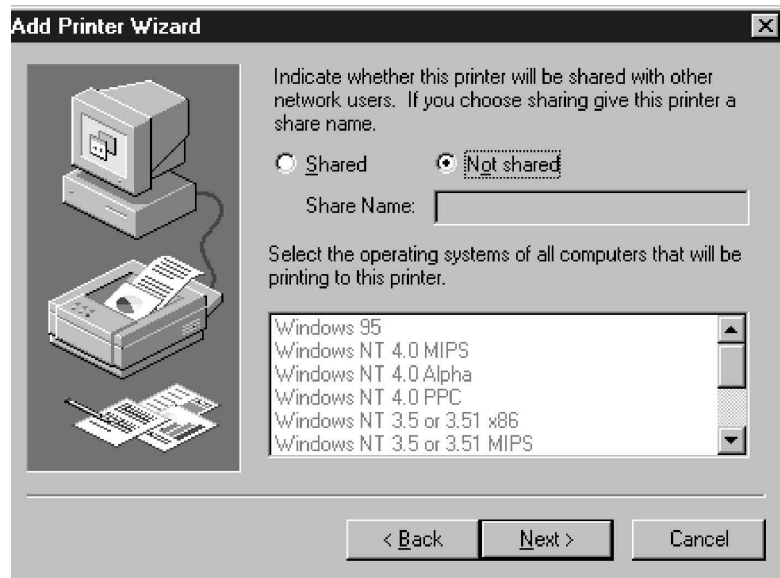 Add Printer Wizard
Indicate whether this printer will be shared with other
network users. If you choose sharing give this printer a
share name.
Shared Not shared
Share Name:
Select the operating systems of all computers that will be
printing to this printer.
Windows 95
Windows NT 4.0 MIPS
Windows NT 4.0 Alpha
Windows NT 4.0 PPC
Windows NT 3.5 or 3.51 x86
Windows NT 3.5 or 3.51 MIPS
< Back Next > Cancel